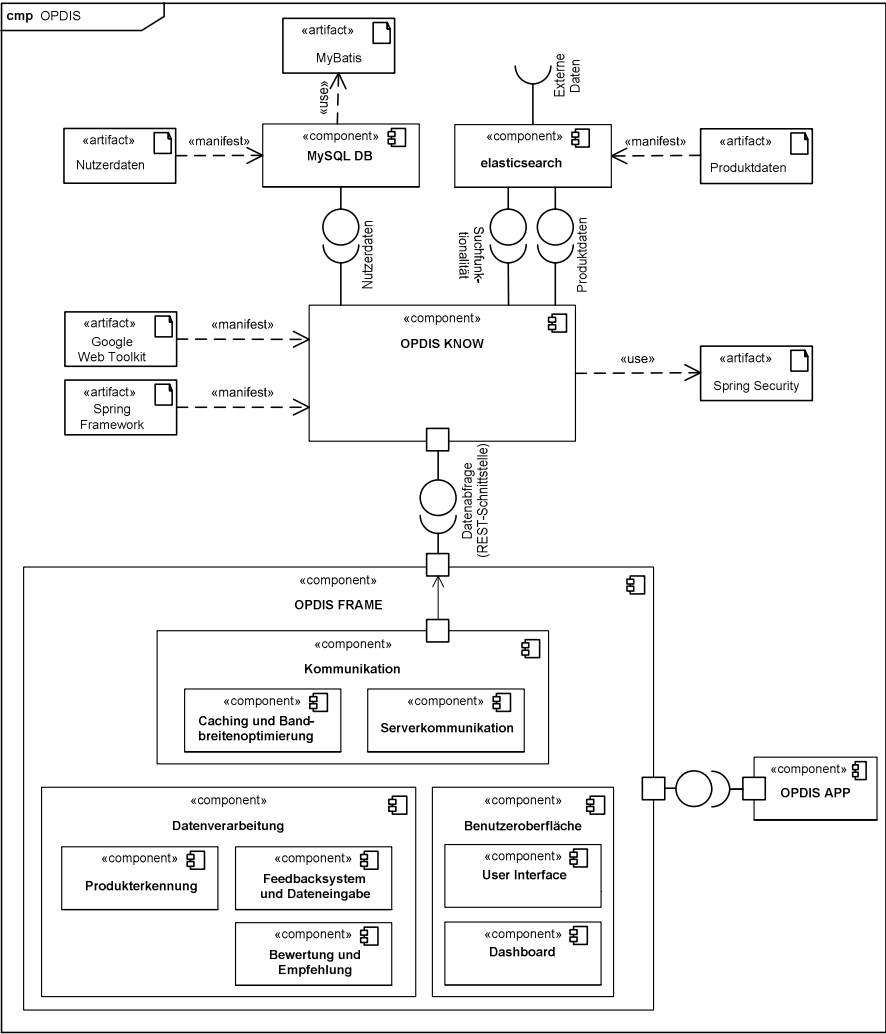 cmp OPDIS
«artifact»
MyBatis
«use»
Externe
Daten
«artifact»
Nutzerdaten
«manifest»
«component»
MySQL DB
«component»
elasticsearch
«manifest»
«artifact»
Produktdaten
Nutzerdaten
Suchfunk-
tionalität
Produktdaten
«artifact»
Google
Web Toolkit
«manifest»
«component»
OPDIS KNOW
«use»
«artifact»
Spring Security
«artifact»
Spring
Framework
«manifest»
Datenabfrage
(REST-Schnittstelle)
«component»
OPDIS FRAME
«component»
Kommunikation
«component»
Caching und Band-
breitenoptimierung
«component»
Serverkommunikation
«component»
OPDIS APP
«component»
Datenverarbeitung
«component»
Produkterkennung
«component»
Feedbacksystem
und Dateneingabe
«component»
Bewertung und
Empfehlung
«component»
Benutzeroberfläche
«component»
User Interface
«component»
Dashboard